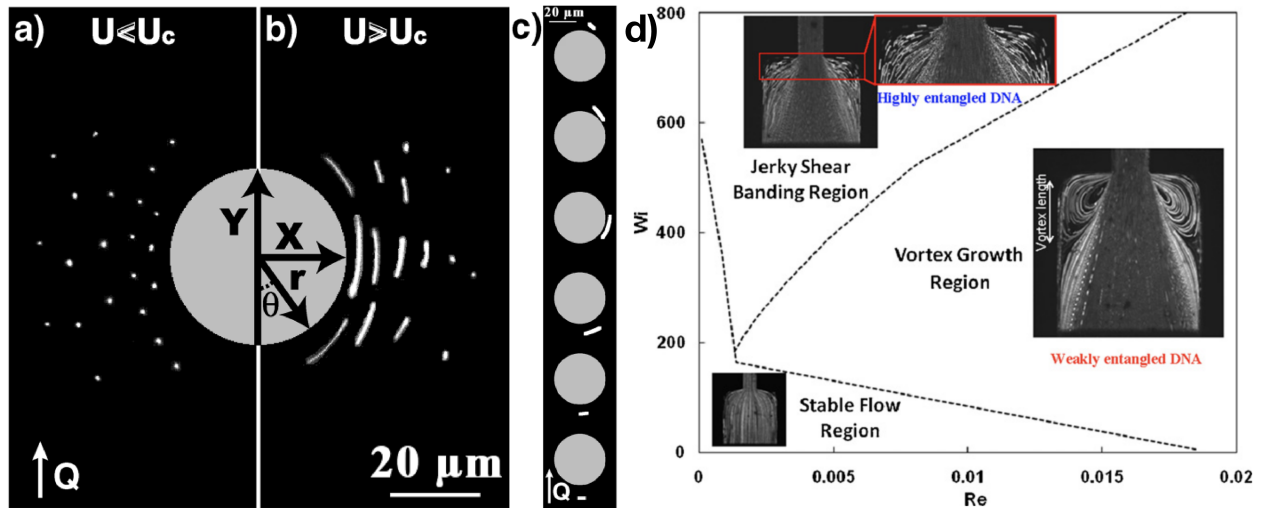 a)
U≪Uc
b)
U≫Uc
Y
X
r
θ
Q
20 μm
c)
20 μm
Q
d)
800
600
400
200
0
Wi
0
0.005
0.01
0.015
0.02
Re
Highly entangled DNA
Jerky Shear
Banding Region
Vortex Growth
Region
Vortex length
Weakly entangled DNA
Stable Flow
Region